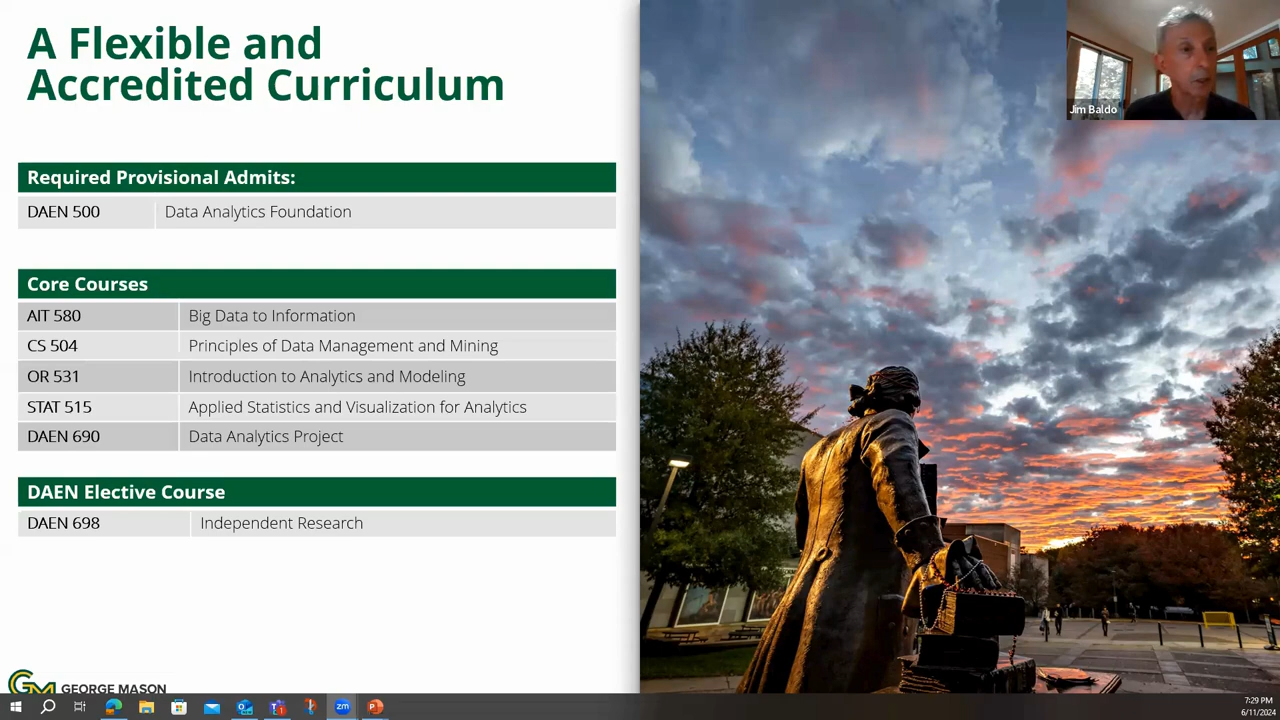 A Flexible and
Accredited Curriculum
Jim Baldo
Required Provisional Admits:
DAEN 500 Data Analytics Foundation
Core Courses
AIT 580 Big Data to Information
CS 504 Principles of Data Management and Mining
OR 531 Introduction to Analytics and Modeling
STAT 515 Applied Statistics and Visualization for Analytics
DAEN 690 Data Analytics Project
DAEN Elective Course
DAEN 698 Independent Research
GEORGE MASON
zm
7:29 PM
6/11/2024